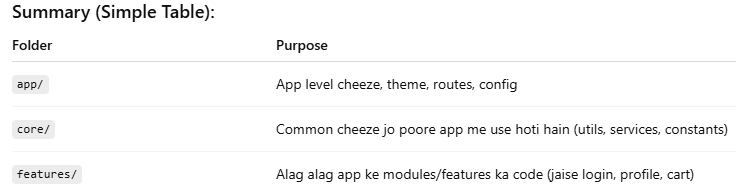 Summary (Simple Table):
Folder Purpose
app/ App level cheeze, theme, routes, config
core/ Common cheeze jo poore app me use hoti hain (utils, services, constants)
features/ Alag alag app ke modules/features ka code (jaise login, profile, cart)